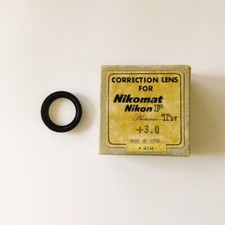 CORRECTION LENS
FOR
Nikomat
Nikon F
Photomic
+3.0
MADE IN JAPAN